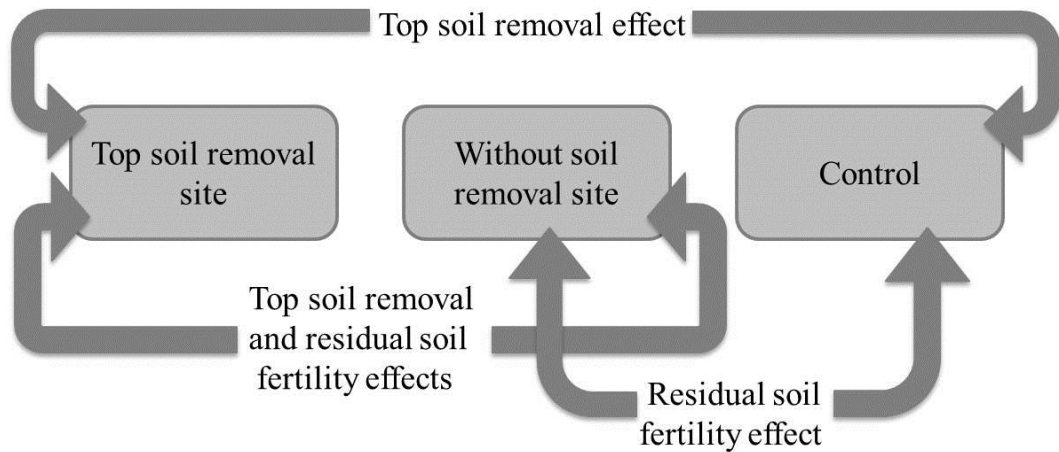 Top soil removal effect
Top soil removal
site
Without soil
removal site
Control
Top soil removal
and residual soil
fertility effects
Residual soil
fertility effect